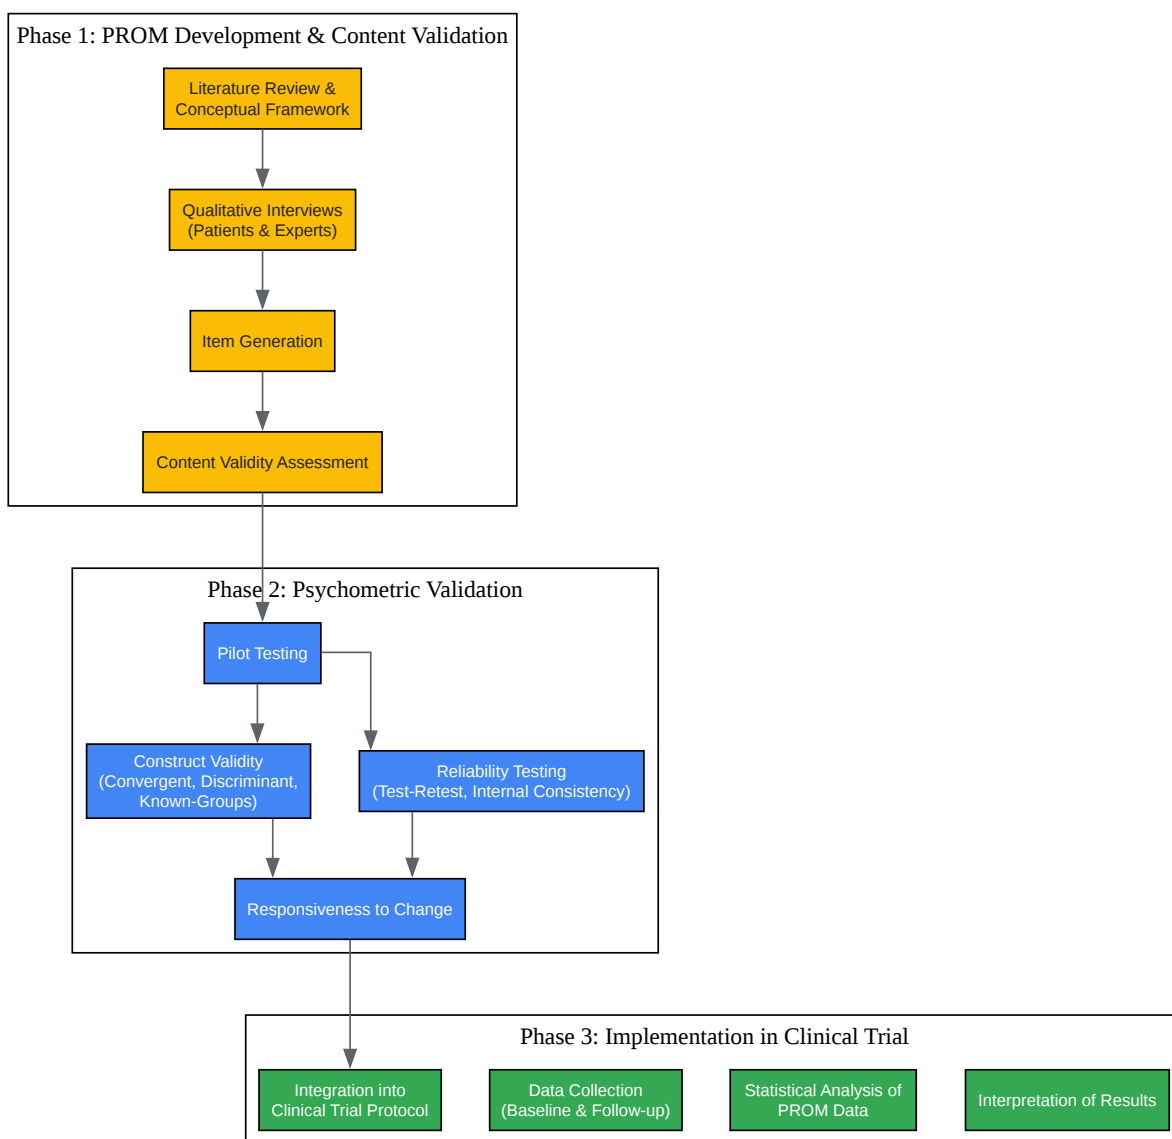 Phase 1: PROM Development & Content Validation
Literature Review &
Conceptual Framework
Qualitative Interviews
(Patients & Experts)
Item Generation
Content Validity Assessment
Phase 2: Psychometric Validation
Pilot Testing
Construct Validity
(Convergent, Discriminant,
Known-Groups)
Reliability Testing
(Test-Retest, Internal Consistency)
Responsiveness to Change
Phase 3: Implementation in Clinical Trial
Integration into
Clinical Trial Protocol
Data Collection
(Baseline & Follow-up)
Statistical Analysis of
PROM Data
Interpretation of Results